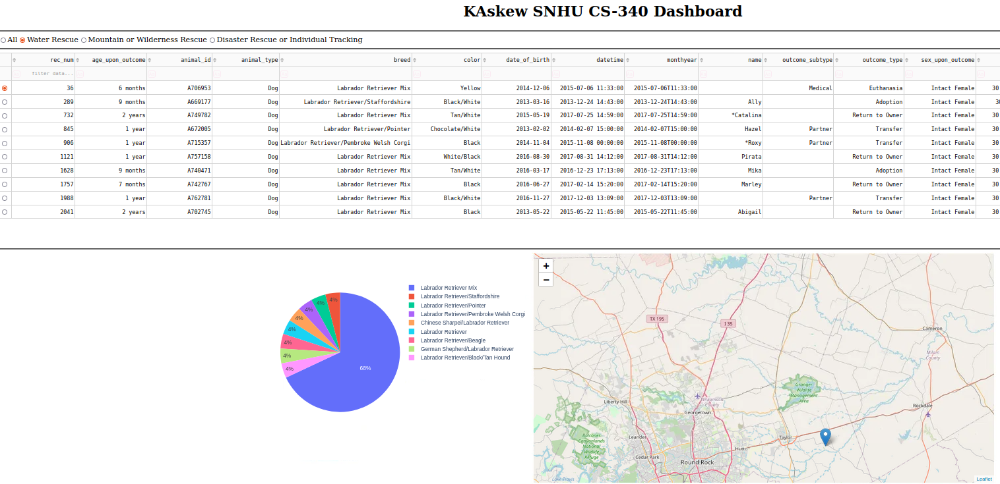 KAskew SNHU CS-340 Dashboard
All Water Rescue Mountain or Wilderness Rescue Disaster Rescue or Individual Tracking
rec_num age_upon_outcome animal_id animal_type breed color date_of_birth datetime monthyear name outcome_subtype outcome_type sex_upon_outcome
filter data...
36 6 months A706953 Dog Labrador Retriever Mix Yellow 2014-12-06 2015-07-06 11:33:00 2015-07-06T11:33:00 Medical Euthanasia Intact Female 30
289 9 months A669177 Dog Labrador Retriever/Staffordshire Black/White 2013-03-16 2013-12-24 14:43:00 2013-12-24T14:43:00 Ally Adoption Intact Female
732 2 years A749782 Dog Labrador Retriever Mix Tan/White 2015-05-19 2017-07-25 14:59:00 2017-07-25T14:59:00 *Catalina Return to Owner Intact Female 30
845 1 year A672005 Dog Labrador Retriever/Pointer Chocolate/White 2013-02-02 2014-02-07 15:00:00 2014-02-07T15:00:00 Hazel Partner Transfer Intact Female 30
906 1 year A715357 Dog Labrador Retriever/Pembroke Welsh Corgi Black 2014-11-04 2015-11-08 00:00:00 2015-11-08T00:00:00 *Roxy Partner Transfer Intact Female 30
1121 1 year A757158 Dog Labrador Retriever Mix White/Black 2016-08-30 2017-08-31 14:12:00 2017-08-31T14:12:00 Pirata Return to Owner Intact Female 30
1628 9 months A740471 Dog Labrador Retriever Mix Tan/White 2016-03-17 2016-12-23 17:13:00 2016-12-23T17:13:00 Mika Adoption Intact Female 30
1757 7 months A742767 Dog Labrador Retriever Mix Black 2016-06-27 2017-02-14 15:20:00 2017-02-14T15:20:00 Marley Return to Owner Intact Female 30
1988 1 year A762781 Dog Labrador Retriever Mix Black/White 2016-11-27 2017-12-03 13:09:00 2017-12-03T13:09:00 Partner Transfer Intact Female 30
2041 2 years A702745 Dog Labrador Retriever Mix Black 2013-05-22 2015-05-22 11:45:00 2015-05-22T11:45:00 Abigail Return to Owner Intact Female 30
Labrador Retriever Mix
Labrador Retriever/Staffordshire
Labrador Retriever/Pointer
Labrador Retriever/Pembroke Welsh Corgi
Chinese Sharpei/Labrador Retriever
Labrador Retriever
Labrador Retriever/Beagle
German Shepherd/Labrador Retriever
Labrador Retriever/Black/Tan Hound
4%
4%
4%
4%
4%
4%
4%
4%
68%
+
−
TX 195
I 35
Cameron
Milam
County
Granger
Wildlife
Management
Area
Liberty Hill
Williamson
County
Georgetown
Rockdale
Balcones
Canyonlands
National
Wildlife
Refuge
Leander
Taylor
Hutto
Cedar Park
Round Rock
Lake Travis
Leaflet